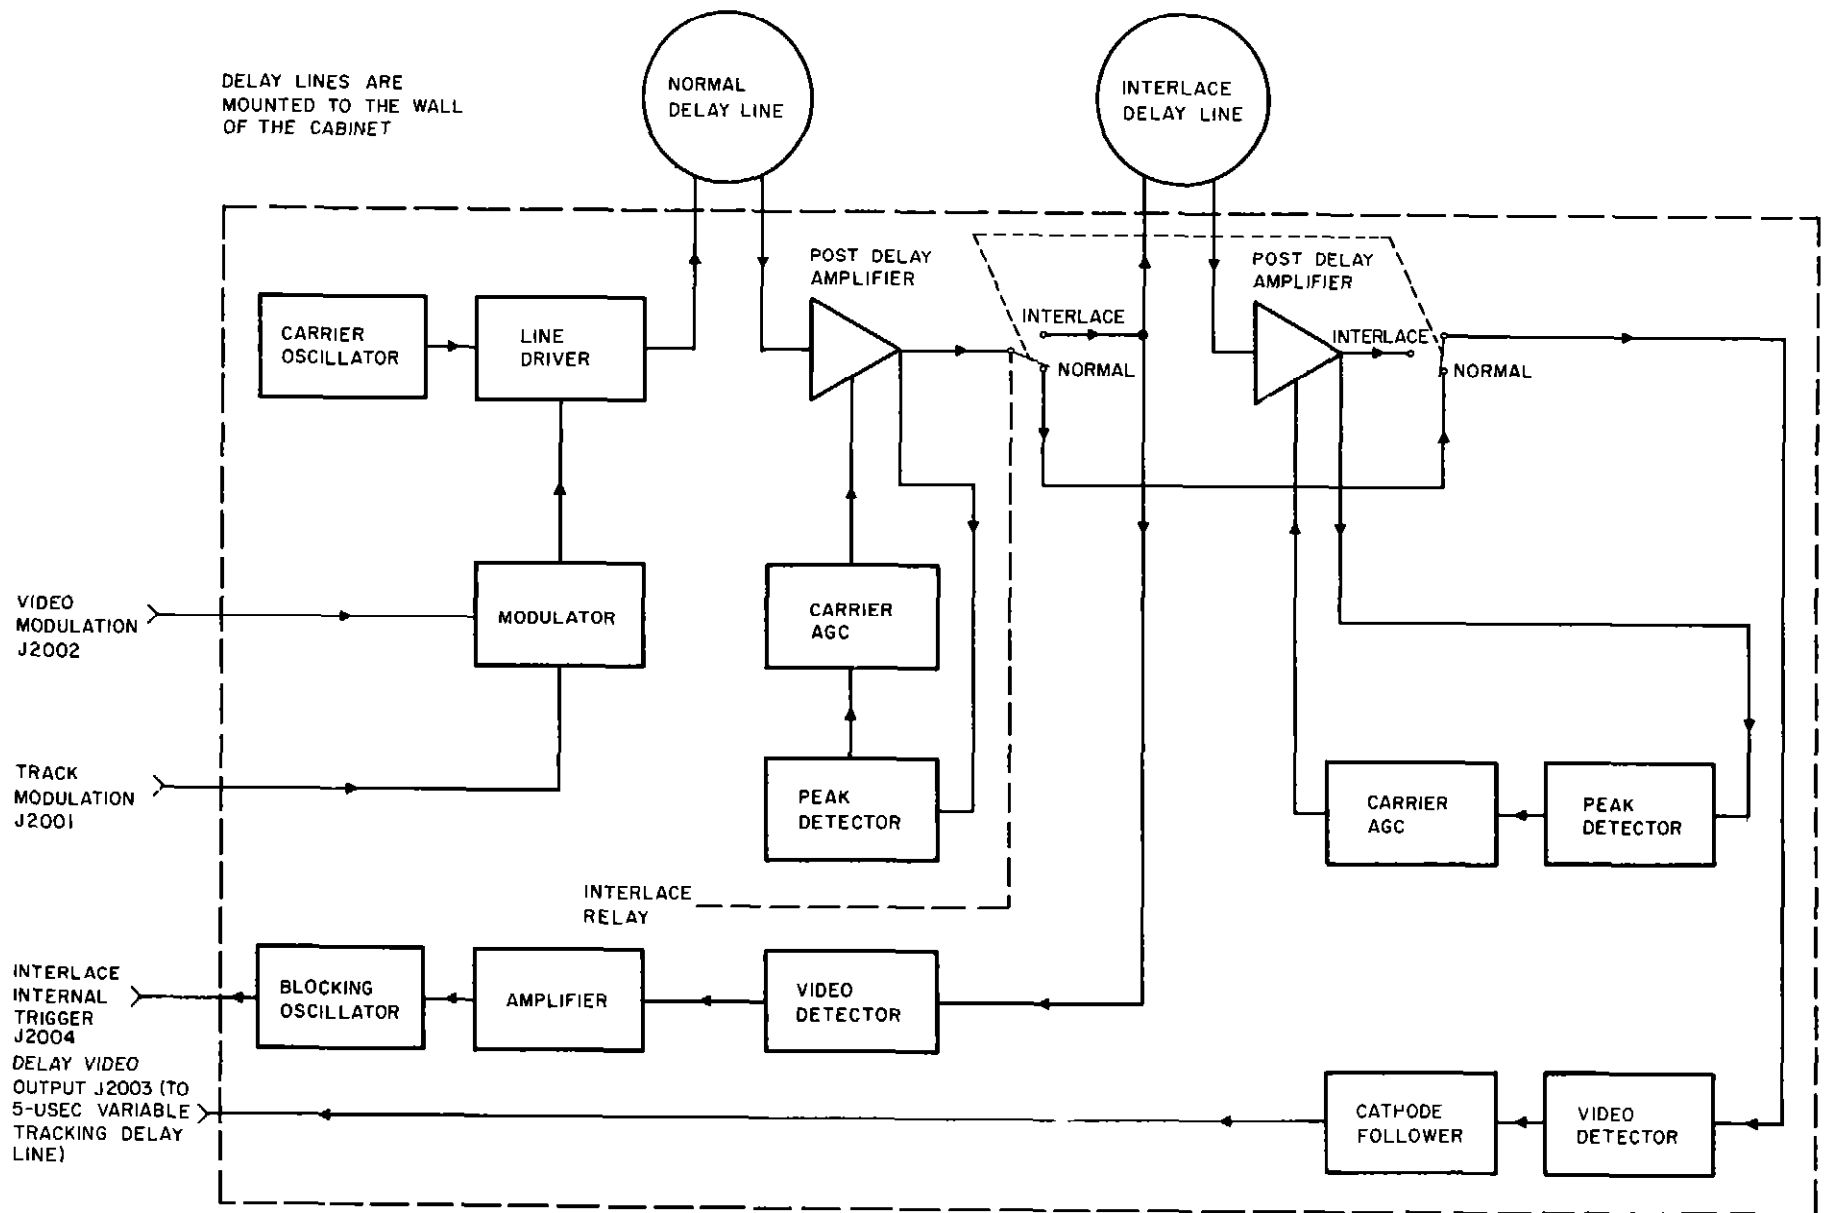 DELAY LINES ARE
MOUNTED TO THE WALL
OF THE CABINET
NORMAL
DELAY LINE
INTERLACE
DELAY LINE
POST DELAY
AMPLIFIER
POST DELAY
AMPLIFIER
CARRIER
OSCILLATOR
LINE
DRIVER
INTERLACE
NORMAL
INTERLACE
NORMAL
VIDEO
MODULATION
J2002
MODULATOR
CARRIER
AGC
TRACK
MODULATION
J2001
PEAK
DETECTOR
CARRIER
AGC
PEAK
DETECTOR
INTERLACE
RELAY
INTERLACE
INTERNAL
TRIGGER
J2004
BLOCKING
OSCILLATOR
AMPLIFIER
VIDEO
DETECTOR
DELAY VIDEO
OUTPUT J2003 (TO
5-USEC VARIABLE
TRACKING DELAY
LINE)
CATHODE
FOLLOWER
VIDEO
DETECTOR